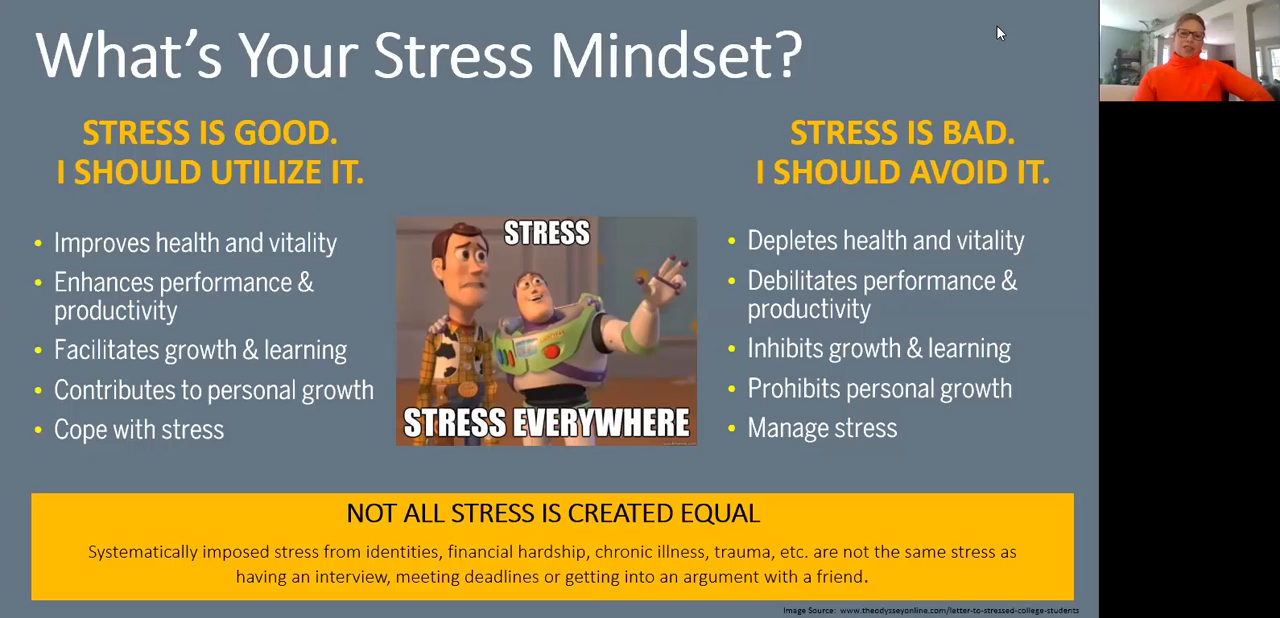 What's Your Stress Mindset?
STRESS IS GOOD.
I SHOULD UTILIZE IT.
• Improves health and vitality
• Enhances performance &
productivity
• Facilitates growth & learning
• Contributes to personal growth
• Cope with stress
STRESS
STRESS EVERYWHERE
STRESS IS BAD.
I SHOULD AVOID IT.
• Depletes health and vitality
• Debilitates performance &
productivity
• Inhibits growth & learning
• Prohibits personal growth
• Manage stress
NOT ALL STRESS IS CREATED EQUAL
Systematically imposed stress from identities, financial hardship, chronic illness, trauma, etc. are not the same stress as
having an interview, meeting deadlines or getting into an argument with a friend.
Image Source: www.theodysseyonline.com/letter-to-stressed-college-students